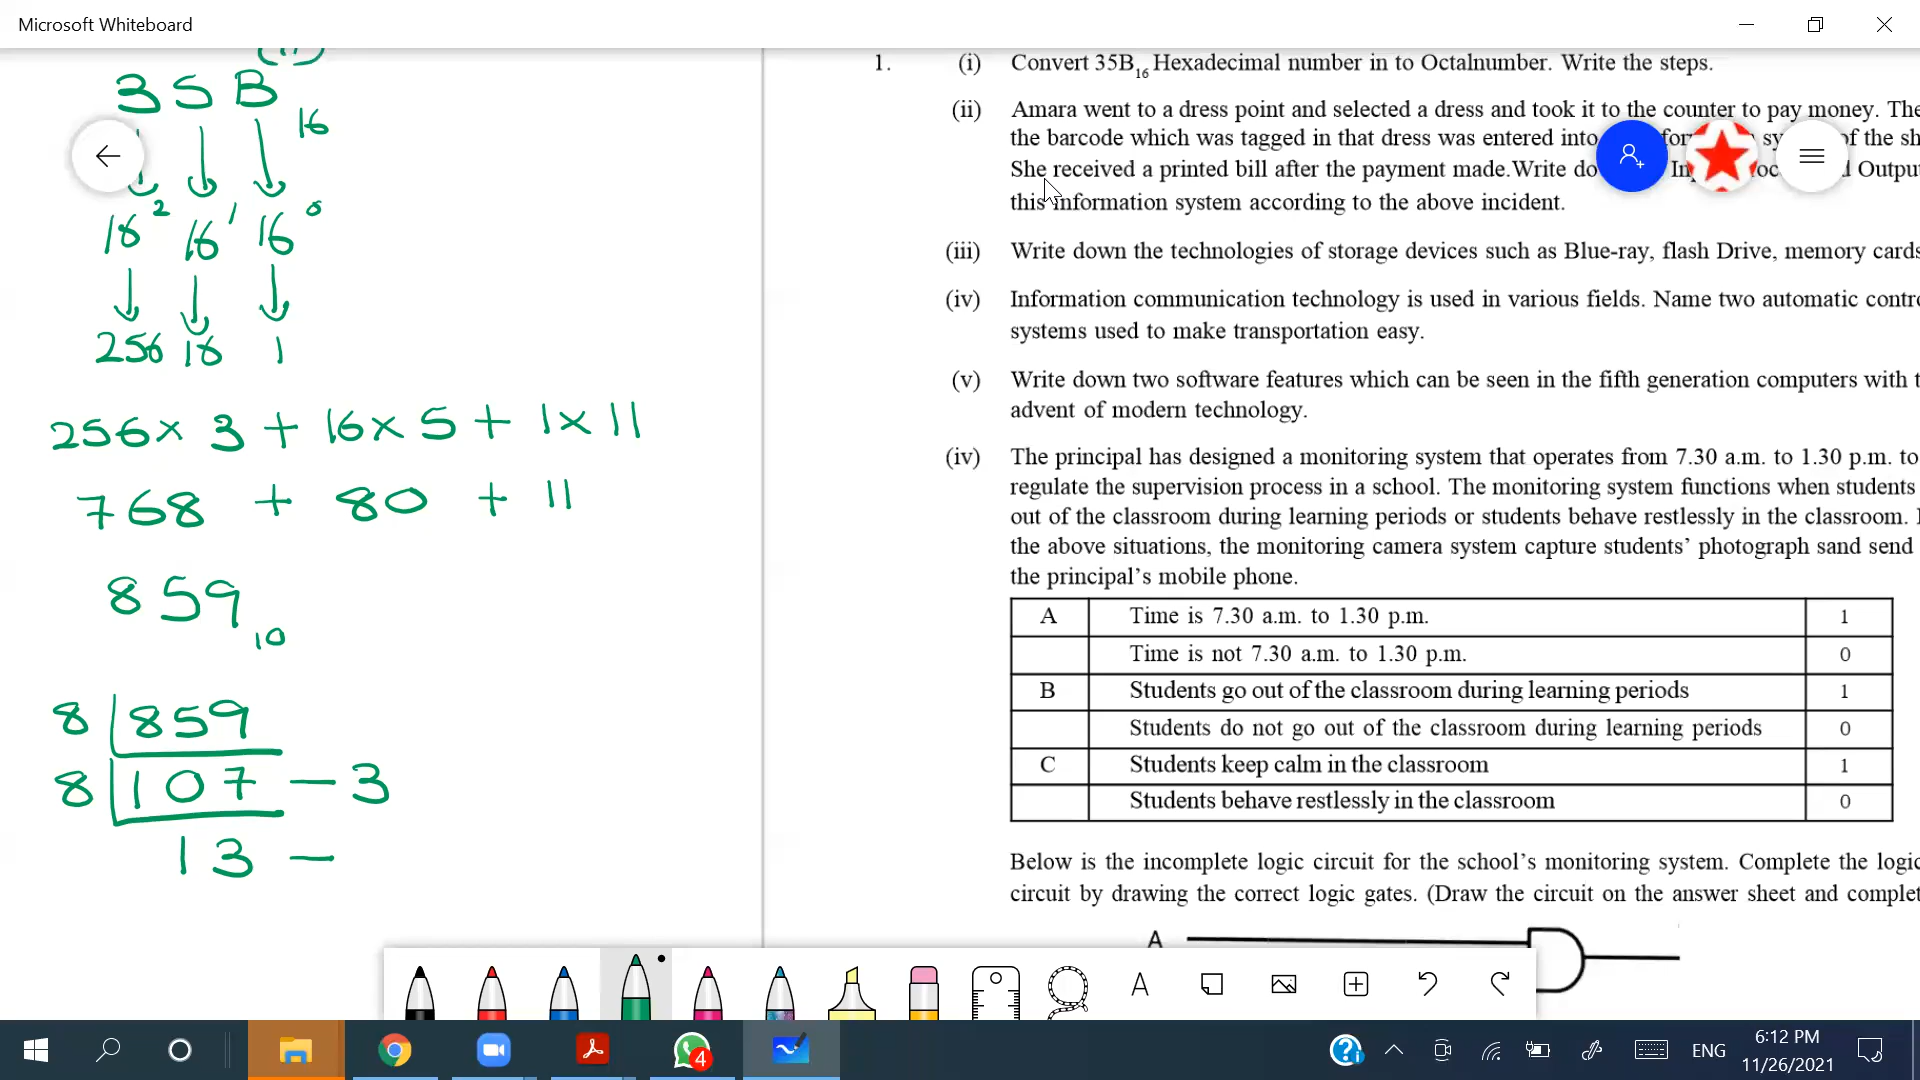 Microsoft Whiteboard
(ii)
3 5 B 16
16² 16¹ 16⁰
256 16 1
256 × 3 + 16 × 5 + 1 × 11
768 + 80 + 11
859 10
8 859
8 107 — 3
13 —
1. (i) Convert 35B₁₆ Hexadecimal number in to Octalnumber. Write the steps.
(ii) Amara went to a dress point and selected a dress and took it to the counter to pay money. The
the barcode which was tagged in that dress was entered into sy of the sh
She received a printed bill after the payment made.Write do Outpu
this information system according to the above incident.
(iii) Write down the technologies of storage devices such as Blue-ray, flash Drive, memory cards
(iv) Information communication technology is used in various fields. Name two automatic contro
systems used to make transportation easy.
(v) Write down two software features which can be seen in the fifth generation computers with t
advent of modern technology.
(iv) The principal has designed a monitoring system that operates from 7.30 a.m. to 1.30 p.m. to
regulate the supervision process in a school. The monitoring system functions when students
out of the classroom during learning periods or students behave restlessly in the classroom.
the above situations, the monitoring camera system capture students’ photograph sand send
the principal’s mobile phone.
A Time is 7.30 a.m. to 1.30 p.m. 1
Time is not 7.30 a.m. to 1.30 p.m. 0
B Students go out of the classroom during learning periods 1
Students do not go out of the classroom during learning periods 0
C Students keep calm in the classroom 1
Students behave restlessly in the classroom 0
Below is the incomplete logic circuit for the school’s monitoring system. Complete the logic
circuit by drawing the correct logic gates. (Draw the circuit on the answer sheet and complet
A
A
4
ENG
6:12 PM
11/26/2021